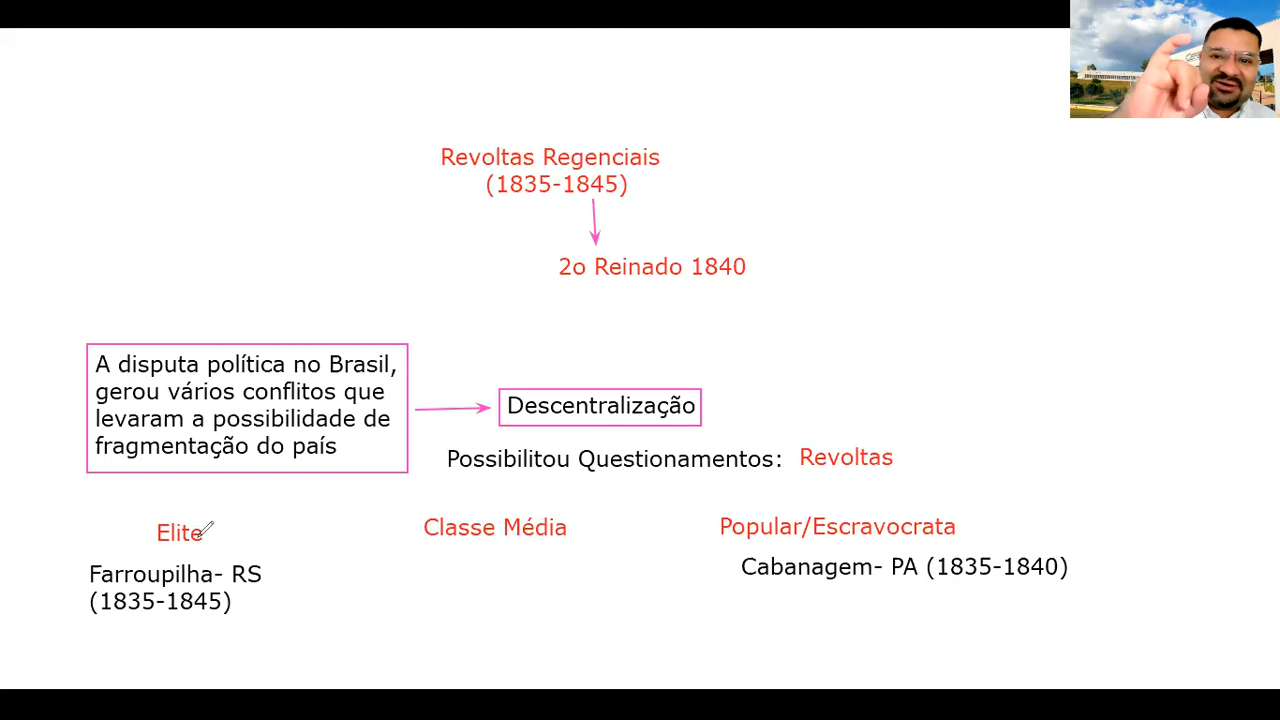 Revoltas Regenciais
(1835-1845)
2o Reinado 1840
A disputa política no Brasil,
gerou vários conflitos que
levaram a possibilidade de
fragmentação do país
Descentralização
Possibilitou Questionamentos: Revoltas
Elite
Classe Média
Popular/Escravocrata
Farroupilha- RS
(1835-1845)
Cabanagem- PA (1835-1840)